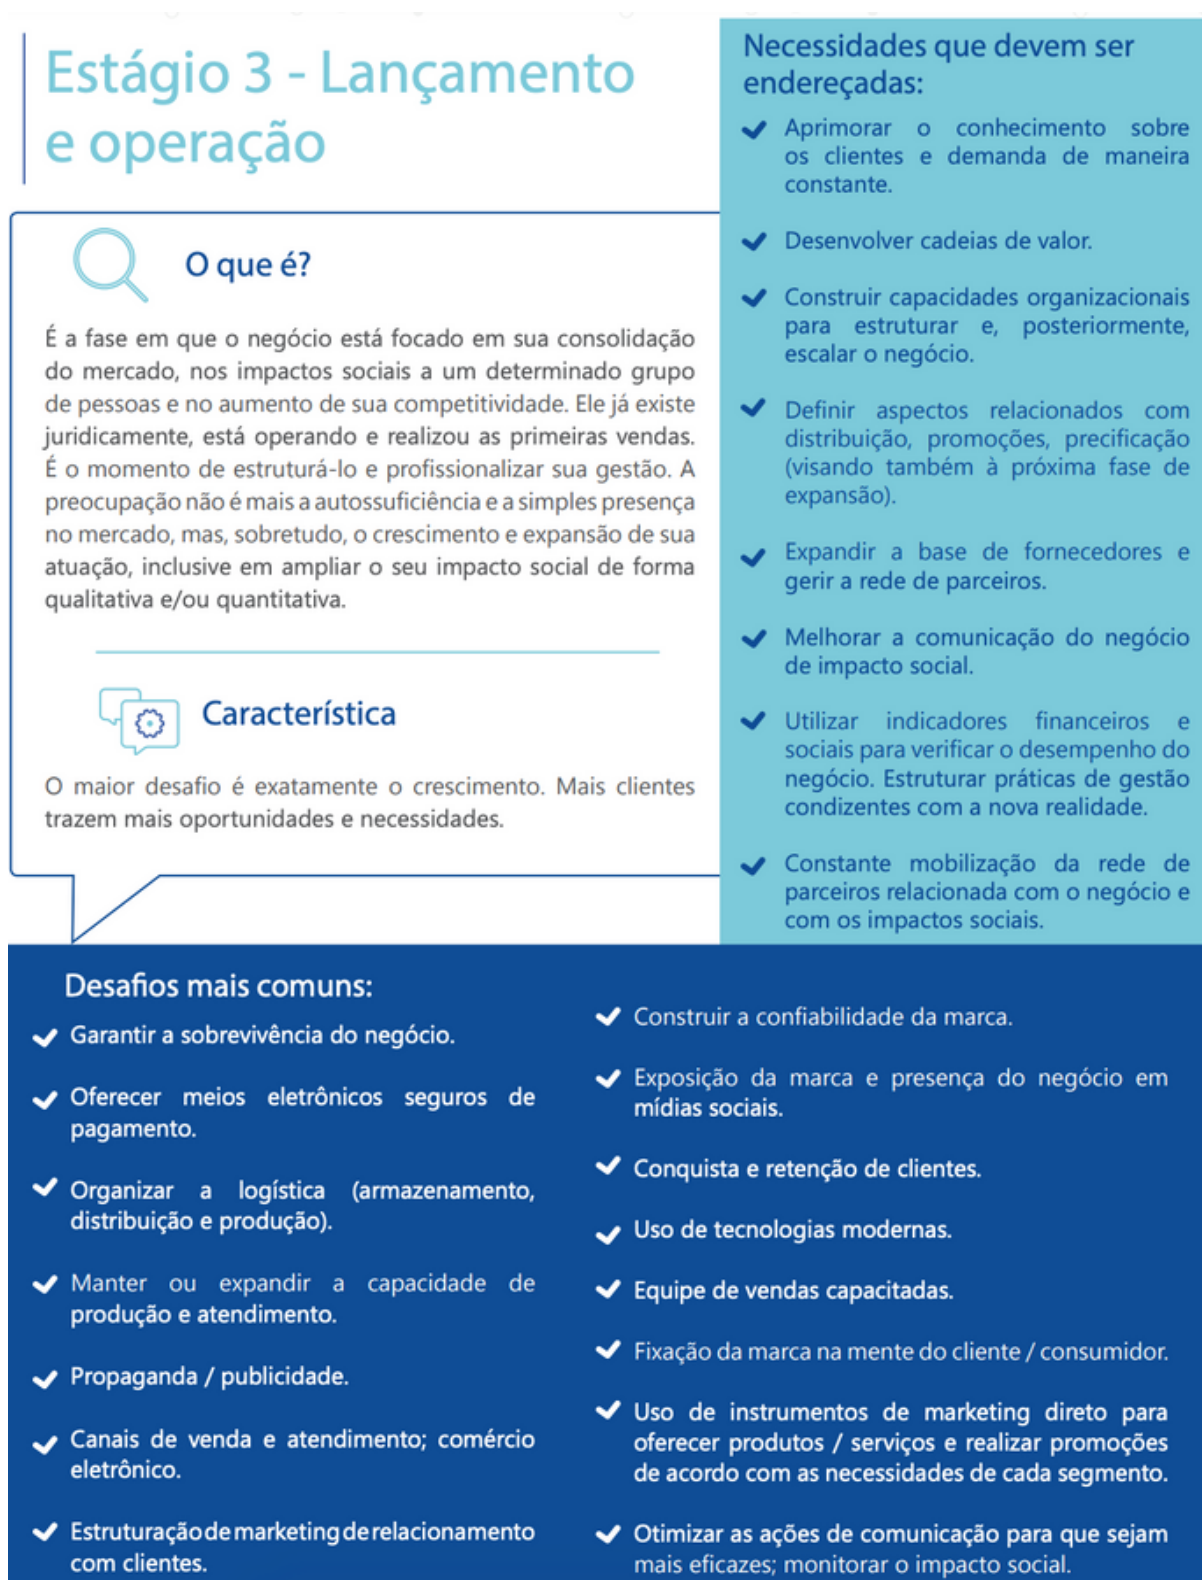 Estágio 3 - Lançamento
e operação
O que é?
É a fase em que o negócio está focado em sua consolidação
do mercado, nos impactos sociais a um determinado grupo
de pessoas e no aumento de sua competitividade. Ele já existe
juridicamente, está operando e realizou as primeiras vendas.
É o momento de estruturá-lo e profissionalizar sua gestão. A
preocupação não é mais a autossuficiência e a simples presença
no mercado, mas, sobretudo, o crescimento e expansão de sua
atuação, inclusive em ampliar o seu impacto social de forma
qualitativa e/ou quantitativa.
Característica
O maior desafio é exatamente o crescimento. Mais clientes
trazem mais oportunidades e necessidades.
Necessidades que devem ser
endereçadas:
Aprimorar o conhecimento sobre
os clientes e demanda de maneira
constante.
Desenvolver cadeias de valor.
Construir capacidades organizacionais
para estruturar e, posteriormente,
escalar o negócio.
Definir aspectos relacionados com
distribuição, promoções, precificação
(visando também à próxima fase de
expansão).
Expandir a base de fornecedores e
gerir a rede de parceiros.
Melhorar a comunicação do negócio
de impacto social.
Utilizar indicadores financeiros e
sociais para verificar o desempenho do
negócio. Estruturar práticas de gestão
condizentes com a nova realidade.
Constante mobilização da rede de
parceiros relacionada com o negócio e
com os impactos sociais.
Desafios mais comuns:
Garantir a sobrevivência do negócio.
Oferecer meios eletrônicos seguros de
pagamento.
Organizar a logística (armazenamento,
distribuição e produção).
Manter ou expandir a capacidade de
produção e atendimento.
Propaganda / publicidade.
Canais de venda e atendimento; comércio
eletrônico.
Estruturação de marketing de relacionamento
com clientes.
Construir a confiabilidade da marca.
Exposição da marca e presença do negócio em
mídias sociais.
Conquista e retenção de clientes.
Uso de tecnologias modernas.
Equipe de vendas capacitadas.
Fixação da marca na mente do cliente / consumidor.
Uso de instrumentos de marketing direto para
oferecer produtos / serviços e realizar promoções
de acordo com as necessidades de cada segmento.
Otimizar as ações de comunicação para que sejam
mais eficazes; monitorar o impacto social.